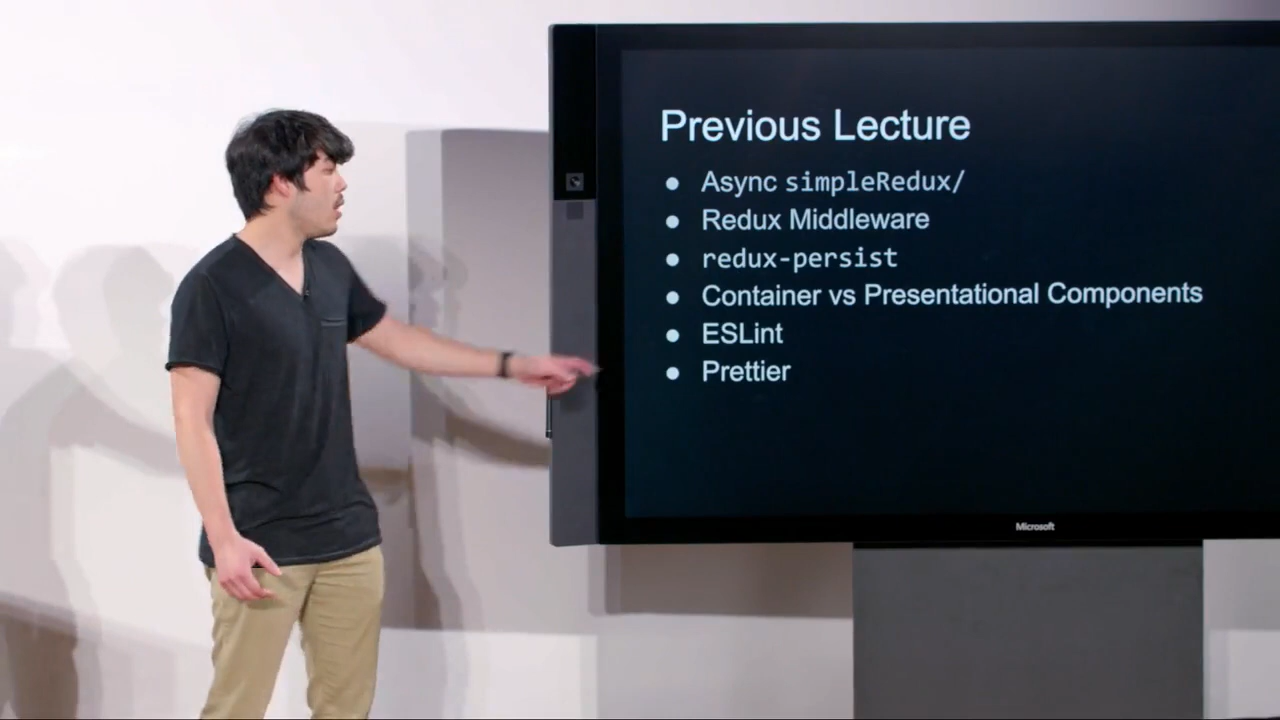 Previous Lecture
● Async simpleRedux/
● Redux Middleware
● redux-persist
● Container vs Presentational Components
● ESLint
● Prettier
Microsoft